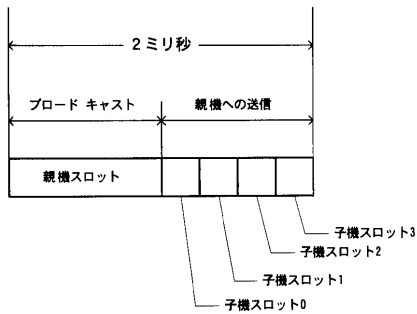 2ミリ秒
ブロード キャスト
親機への送信
親機スロット
子機スロット3
子機スロット2
子機スロット1
子機スロット0